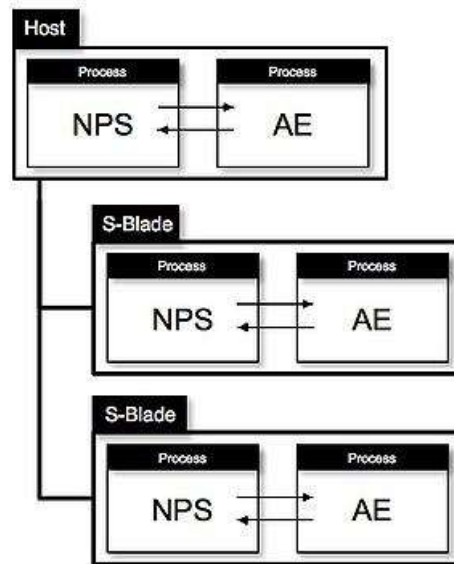 Host
Process
Process
NPS
AE
S-Blade
Process
Process
NPS
AE
S-Blade
Process
Process
NPS
AE